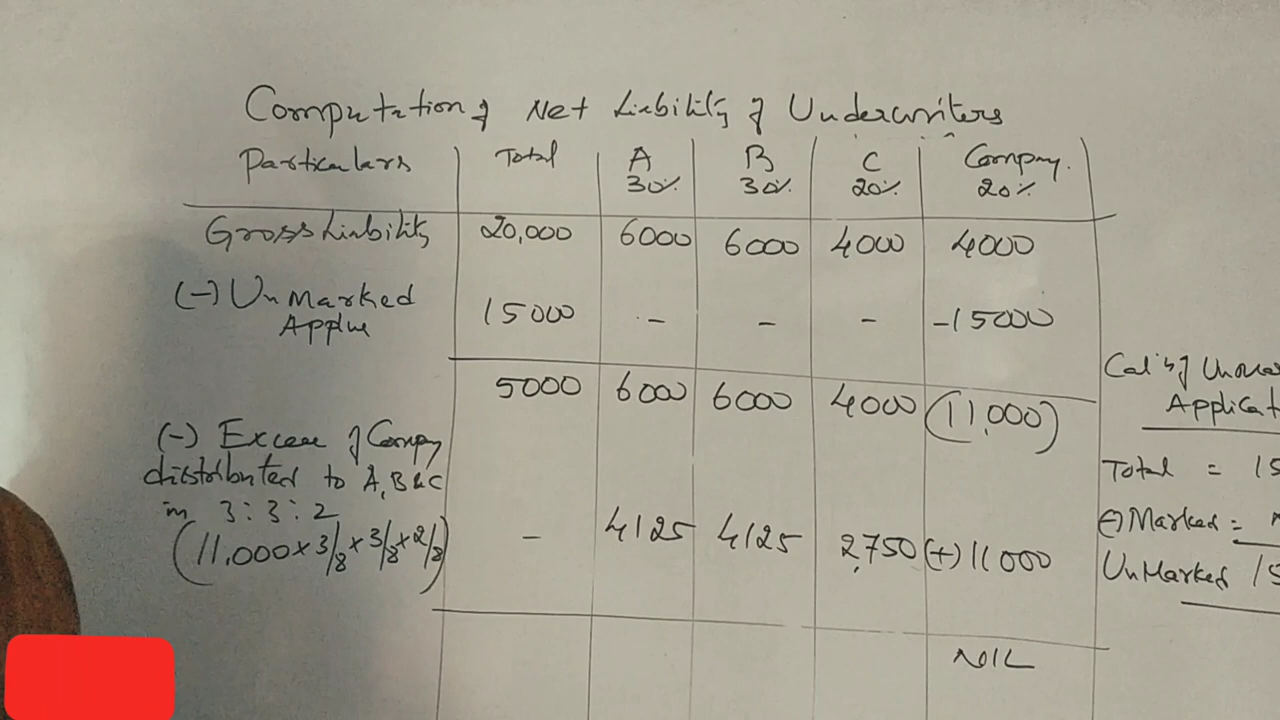 Computation of Net Liability of Underwriters
Particulars Total A B C Company.
30% 30% 20% 20%
Gross Liability 20,000 6000 6000 4000 4000
(-) UnMarked 15000 - - - -15000
Appln
5000 6000 6000 4000 (11,000)
Cal
Applicat
(-) Excess of Compy
distributed to A, B & C
in 3:3:2
(11,000 x 3/8 x 3/8 x 2/8) - 4125 4125 2,750 (+) 11000
Total = 15
(-) Marked =
UnMarked 15
NIL